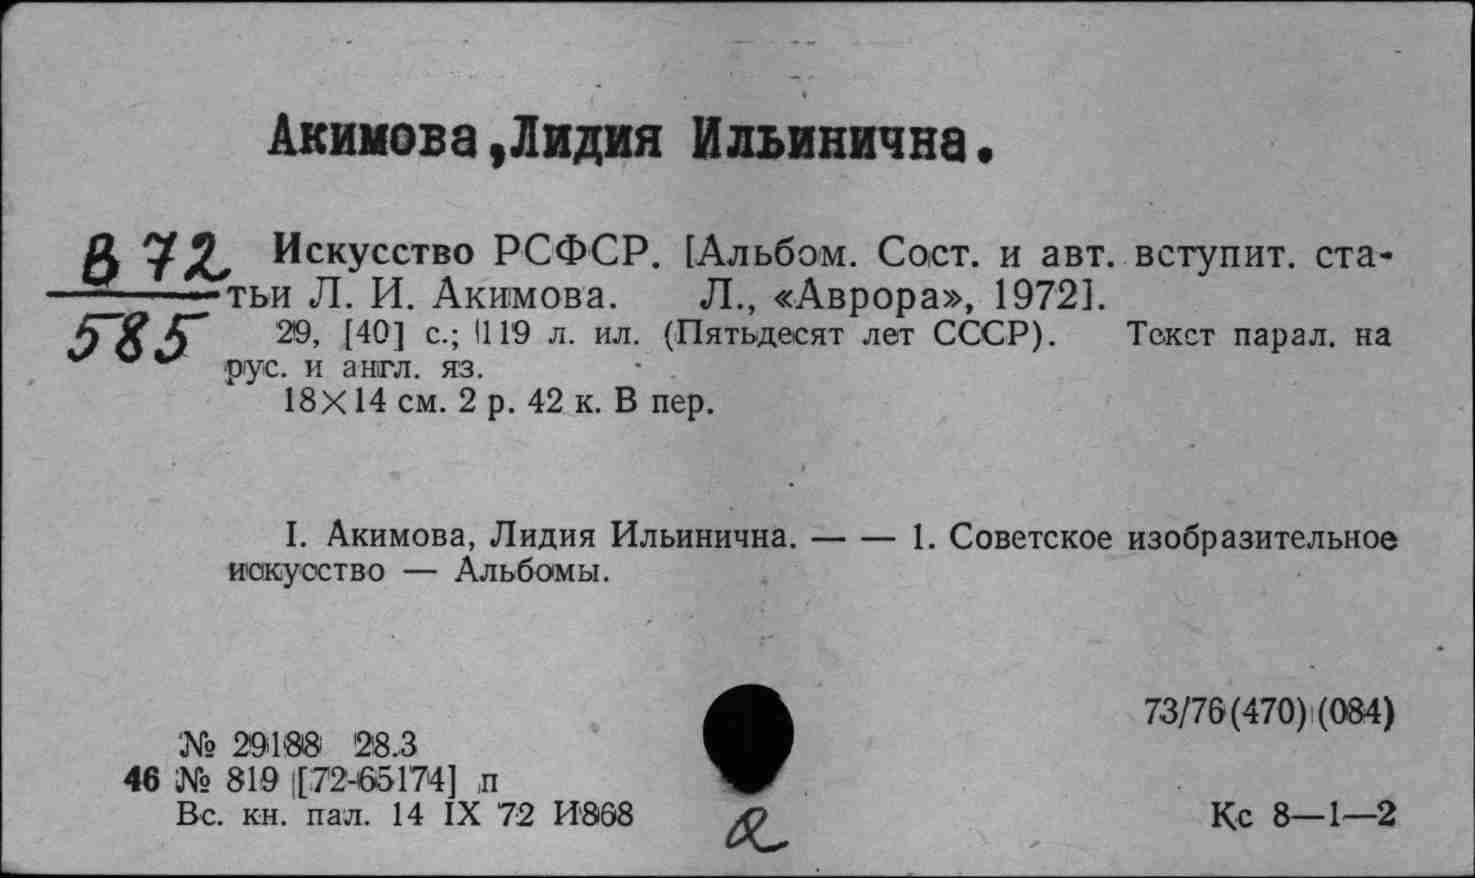 Акимова,Лидия Ильинична.
В 72 Искусство РСФСР. [Альбом. Сост. и авт. вступит. ста-
тьи Л. И. Акимова. Л., «Аврора», 1972].
585 29, [40] с.; 119 л. ил. (Пятьдесят лет СССР). Текст парал. на
рус. и англ. яз.
18X14 см. 2 р. 42 к. В пер.
I. Акимова, Лидия Ильинична. — — 1. Советское изобразительное
искусство — Альбомы.
73/76(470)(084)
№ 29188 28.3
46 № 819 [72-65174] п
Вс. кн. пал. 14 IX 72 И868
Кс 8—1—2